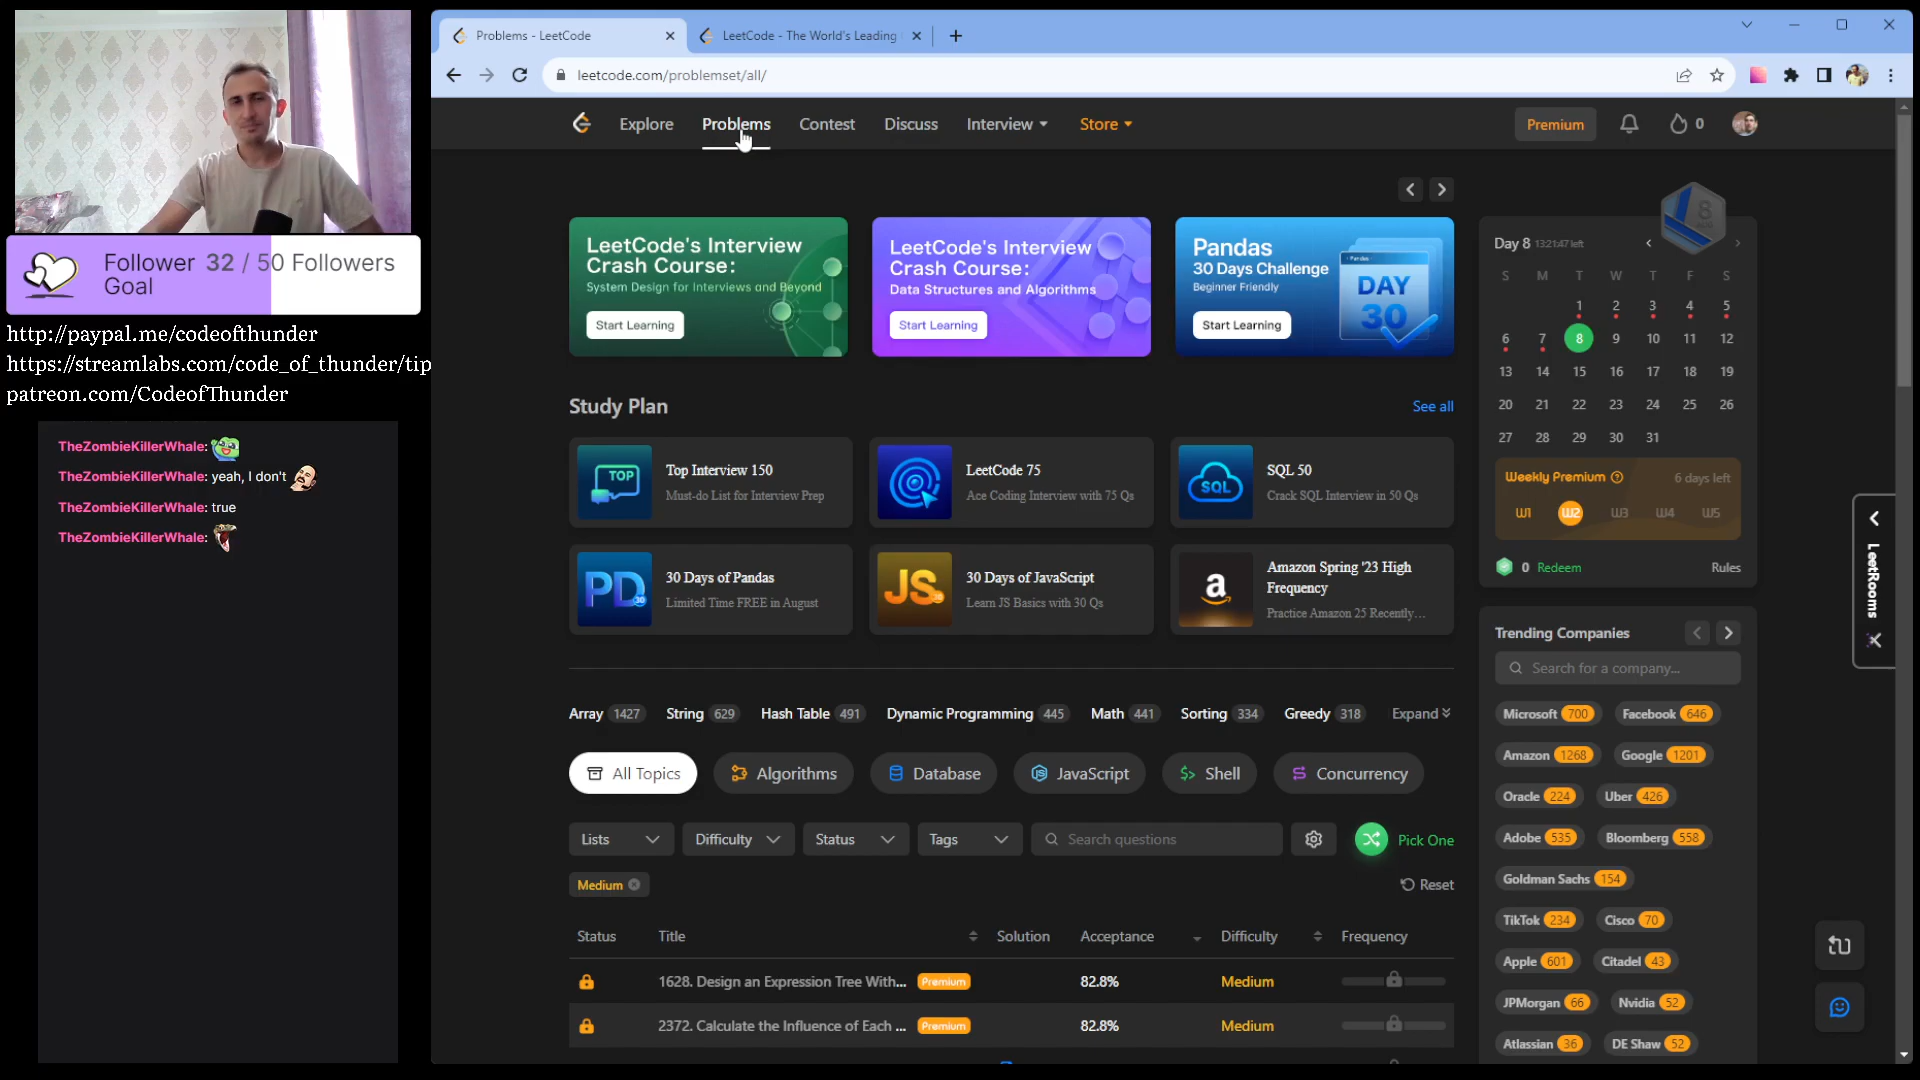 Follower 32 / 50 Followers
Goal
http://paypal.me/codeofthunder
https://streamlabs.com/code_of_thunder/tip
patreon.com/CodeofThunder
TheZombieKillerWhale:
TheZombieKillerWhale: yeah, I don't
TheZombieKillerWhale: true
TheZombieKillerWhale:
Problems - LeetCode
LeetCode - The World's Leading
leetcode.com/problemset/all/
Explore Problems Contest Discuss Interview Store
Premium 0
LeetCode's Interview
Crash Course:
System Design for Interviews and Beyond
Start Learning
LeetCode's Interview
Crash Course:
Data Structures and Algorithms
Start Learning
Pandas
30 Days Challenge
Beginner Friendly
Start Learning
DAY
30
Study Plan See all
TOP
Top Interview 150
Must-do List for Interview Prep
LeetCode 75
Ace Coding Interview with 75 Qs
SQL
SQL 50
Crack SQL Interview in 50 Qs
PD 30
30 Days of Pandas
Limited Time FREE in August
JS
30 Days of JavaScript
Learn JS Basics with 30 Qs
a
Amazon Spring '23 High
Frequency
Practice Amazon 25 Recently...
Array 1427 String 629 Hash Table 491 Dynamic Programming 445 Math 441 Sorting 334 Greedy 318 Expand
All Topics Algorithms Database JavaScript Shell Concurrency
Lists Difficulty Status Tags Search questions Pick One
Medium Reset
Status Title Solution Acceptance Difficulty Frequency
1628. Design an Expression Tree With... Premium 82.8% Medium
2372. Calculate the Influence of Each ... Premium 82.8% Medium
8
Day 8 13:21:47 left
S M T W T F S
1 2 3 4 5
6 7 8 9 10 11 12
13 14 15 16 17 18 19
20 21 22 23 24 25 26
27 28 29 30 31
Weekly Premium 6 days left
W1 W2 W3 W4 W5
0 Redeem Rules
Trending Companies
Search for a company...
Microsoft 700 Facebook 646
Amazon 1268 Google 1201
Oracle 224 Uber 426
Adobe 535 Bloomberg 558
Goldman Sachs 154
TikTok 234 Cisco 70
Apple 601 Citadel 43
JPMorgan 66 Nvidia 52
Atlassian 36 DE Shaw 52
LeetRooms